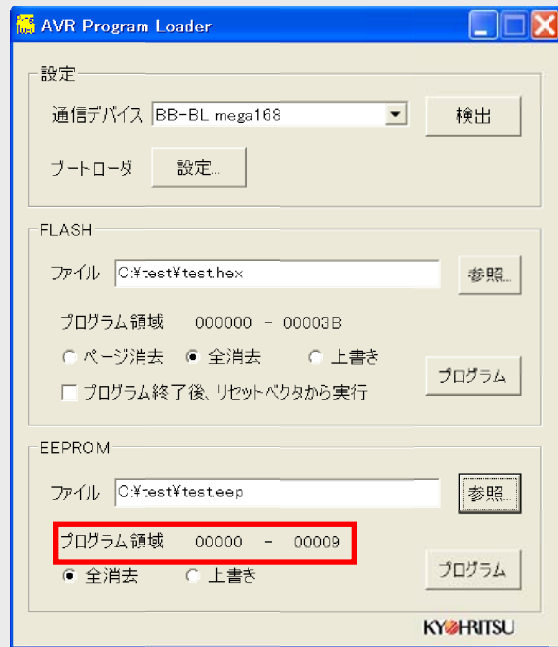 AVR Program Loader
設定
通信デバイス BB-BL mega168 検出
ブートローダ 設定...
FLASH
ファイル C:¥test¥test.hex 参照...
プログラム領域 000000 - 00003B
ページ消去 全消去 上書き
プログラム終了後、リセットベクタから実行
プログラム
EEPROM
ファイル C:¥test¥test.eep 参照...
プログラム領域 00000 - 00009
全消去 上書き
プログラム
KYOHRITSU